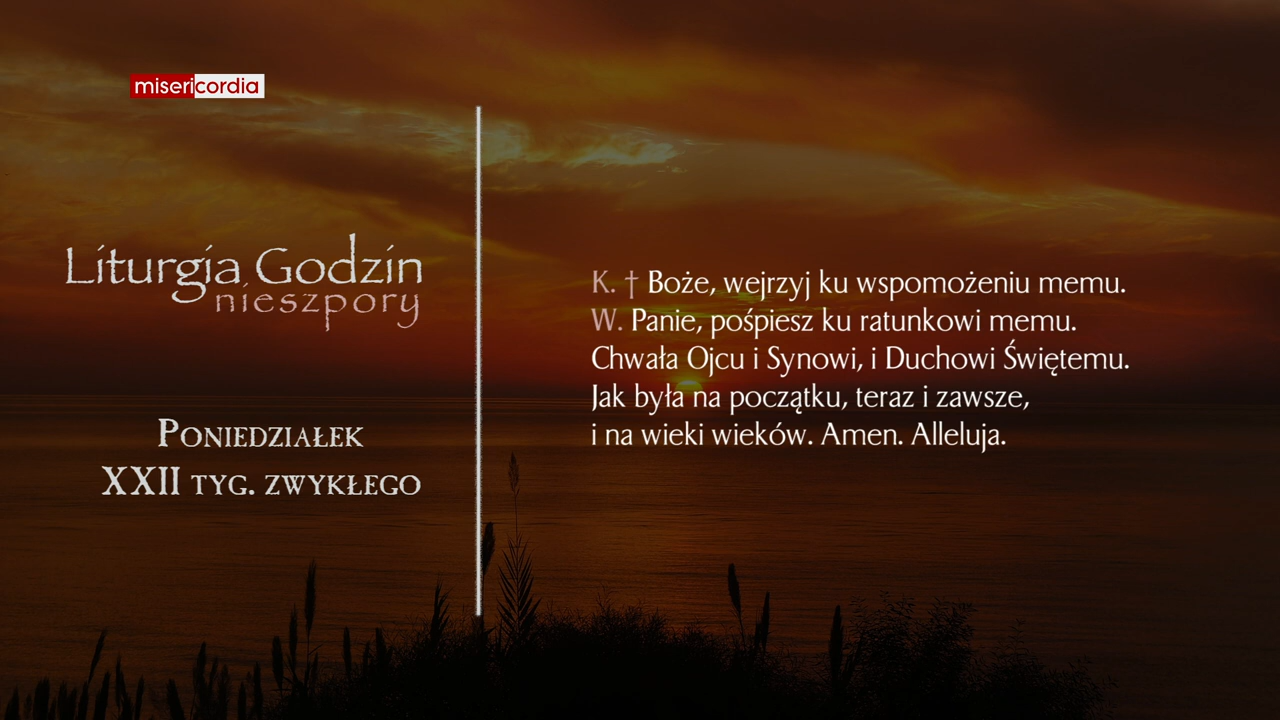 misericordia
Liturgia Godzin
nieszpory
Poniedziałek
XXII tyg. zwykłego
K. † Boże, wejrzyj ku wspomożeniu memu.
W. Panie, pośpiesz ku ratunkowi memu.
Chwała Ojcu i Synowi, i Duchowi Świętemu.
Jak była na początku, teraz i zawsze,
i na wieki wieków. Amen. Alleluja.